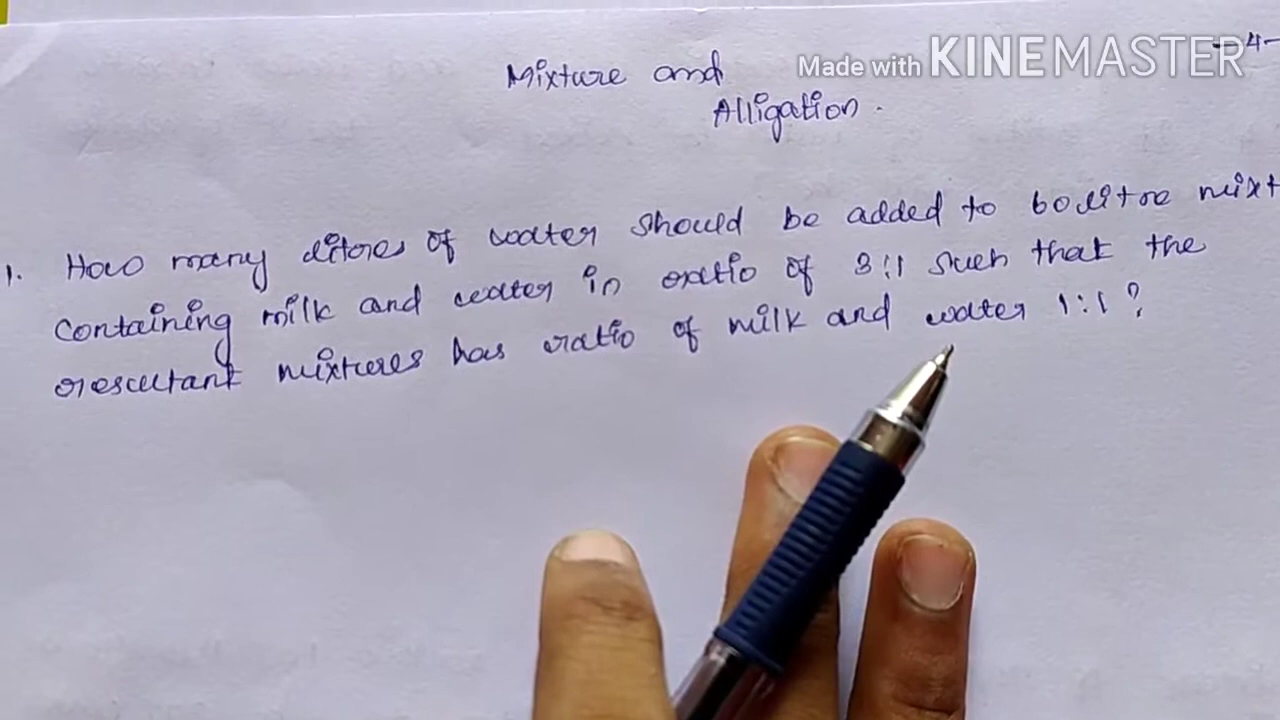 Made with KINEMASTER
-4-
Mixture and
Alligation.
1. How many litres of water should be added to 60 litre mixt
containing milk and water in ratio of 3:1 such that the
resultant mixtures has ratio of milk and water 1:1?